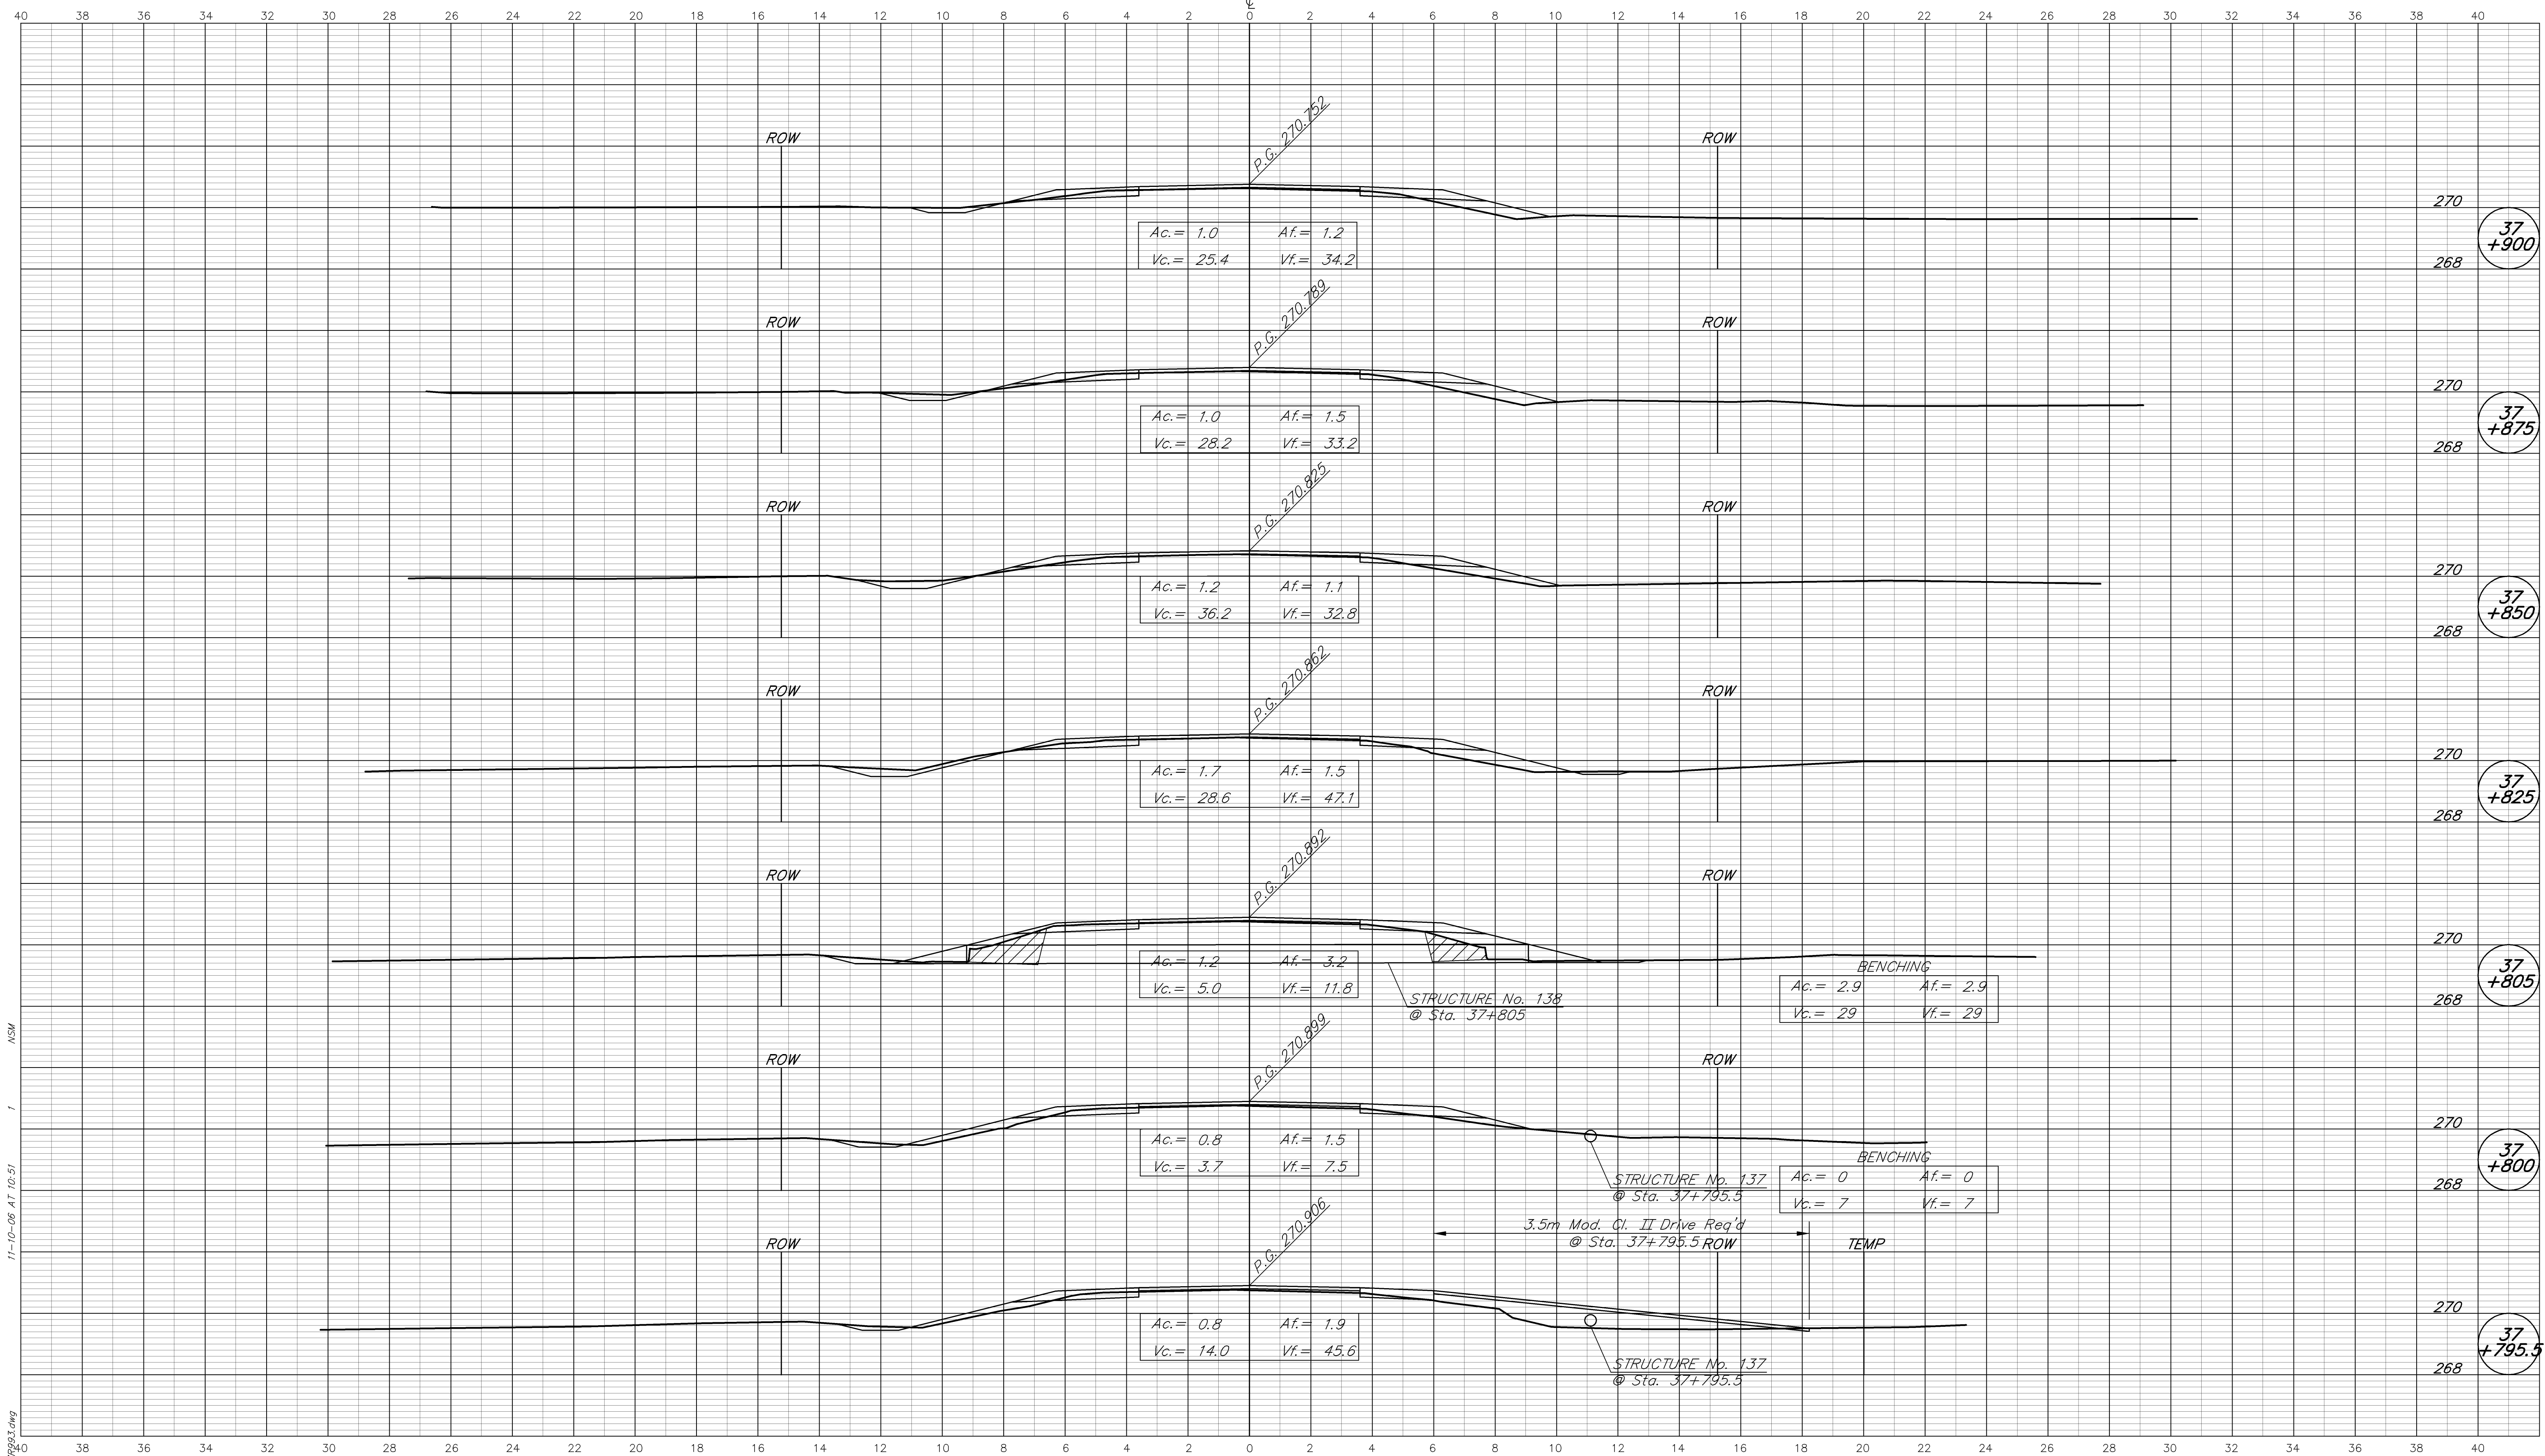 40 38 36 34 32 30 28 26 24 22 20 18 16 14 12 10 8 6 4 2 0 2 4 6 8 10 12 14 16 18 20 22 24 26 28 30 32 34 36 38 40
℄
P.G. 270.752
ROW ROW
270
37
+900
268
Ac.= 1.0 Af.= 1.2
Vc.= 25.4 Vf.= 34.2
P.G. 270.789
ROW ROW
270
37
+875
268
Ac.= 1.0 Af.= 1.5
Vc.= 28.2 Vf.= 33.2
P.G. 270.825
ROW ROW
270
37
+850
268
Ac.= 1.2 Af.= 1.1
Vc.= 36.2 Vf.= 32.8
P.G. 270.862
ROW ROW
270
37
+825
268
Ac.= 1.7 Af.= 1.5
Vc.= 28.6 Vf.= 47.1
P.G. 270.892
ROW ROW
270
37
+805
268
Ac.= 1.2 Af.= 3.2
Vc.= 5.0 Vf.= 11.8
STRUCTURE No. 138
@ Sta. 37+805
BENCHING
Ac.= 2.9 Af.= 2.9
Vc.= 29 Vf.= 29
P.G. 270.899
ROW ROW
270
37
+800
268
Ac.= 0.8 Af.= 1.5
Vc.= 3.7 Vf.= 7.5
STRUCTURE No. 137
@ Sta. 37+795.5
BENCHING
Ac.= 0 Af.= 0
Vc.= 7 Vf.= 7
P.G. 270.906
3.5m Mod. Cl. II Drive Req'd
@ Sta. 37+795.5
ROW ROW TEMP
270
37
+795.5
268
Ac.= 0.8 Af.= 1.9
Vc.= 14.0 Vf.= 45.6
STRUCTURE No. 137
@ Sta. 37+795.5
40 38 36 34 32 30 28 26 24 22 20 18 16 14 12 10 8 6 4 2 0 2 4 6 8 10 12 14 16 18 20 22 24 26 28 30 32 34 36 38 40
11-10-06 AT 10:51 1 NSM